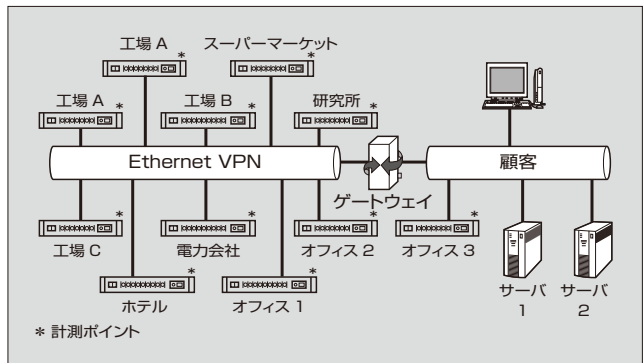 工場 A
*
スーパーマーケット
*
工場 A
*
工場 B
*
研究所
*
Ethernet VPN
顧客
ゲートウェイ
工場 C
*
電力会社
*
オフィス 2
*
オフィス 3
*
ホテル
*
オフィス 1
*
サーバ
1
サーバ
2
* 計測ポイント